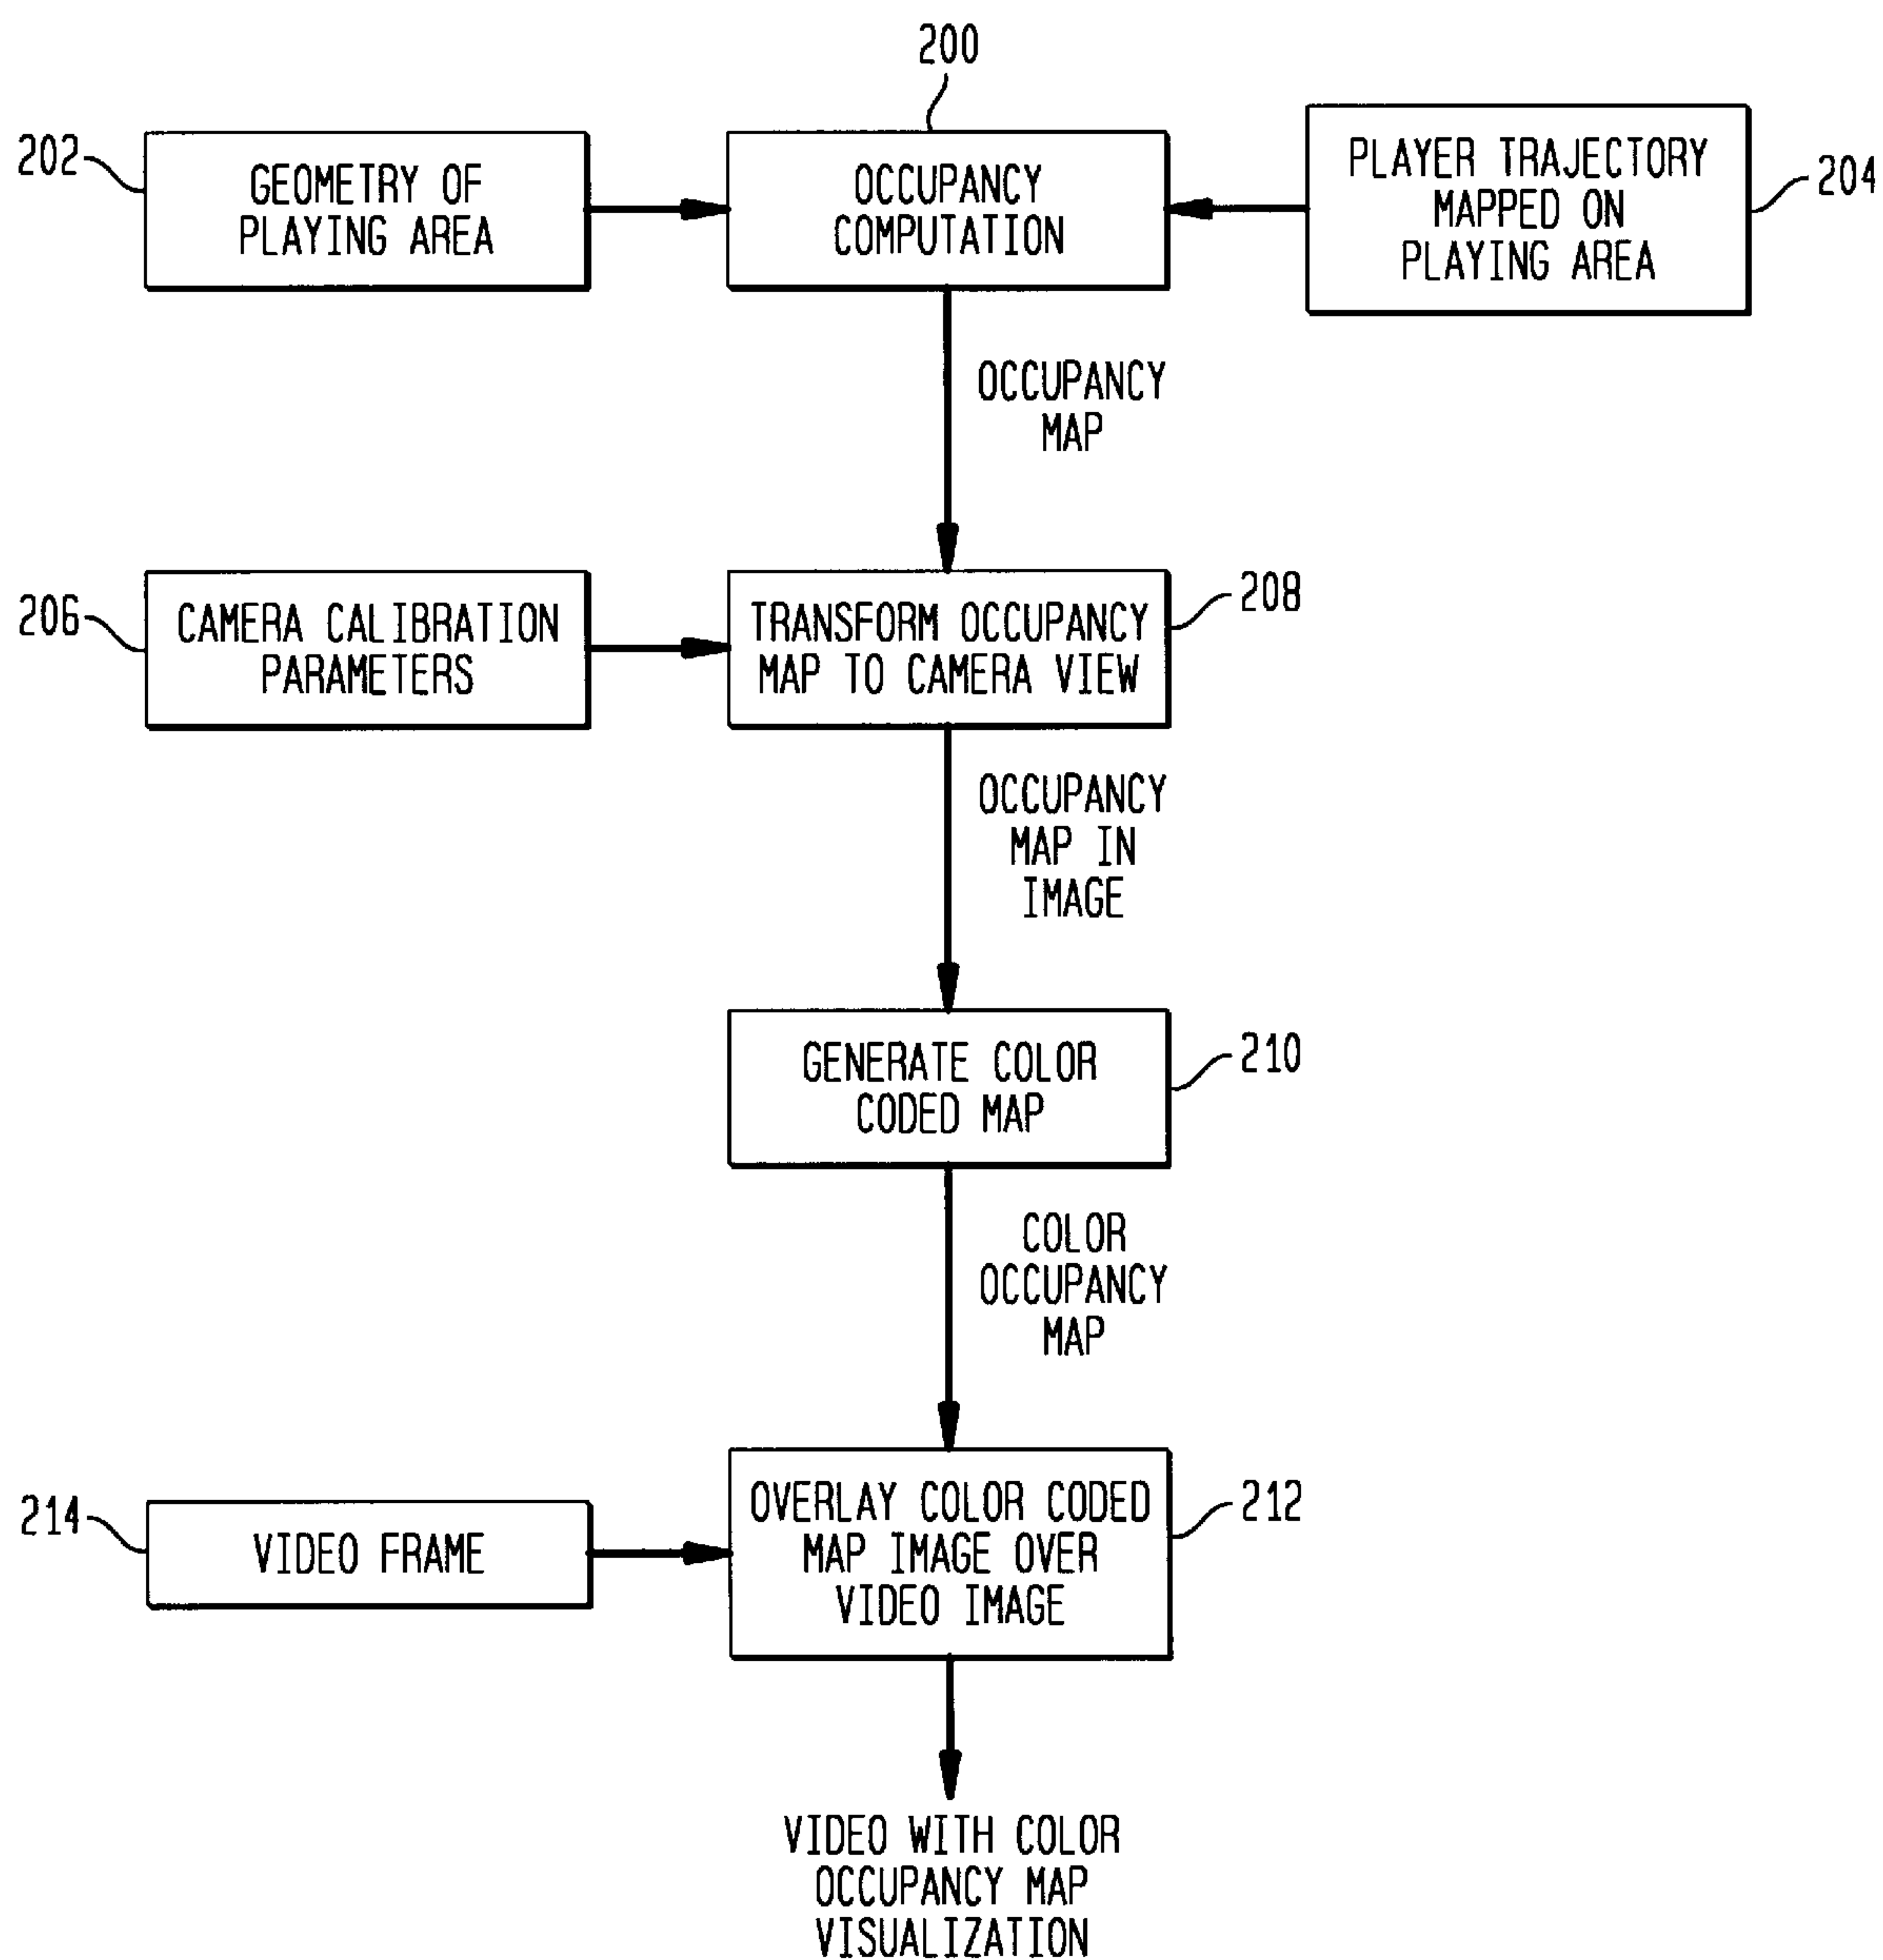 200
202
GEOMETRY OF
PLAYING AREA
OCCUPANCY
COMPUTATION
PLAYER TRAJECTORY
MAPPED ON
PLAYING AREA
204
OCCUPANCY
MAP
206
CAMERA CALIBRATION
PARAMETERS
TRANSFORM OCCUPANCY
MAP TO CAMERA VIEW
208
OCCUPANCY
MAP IN
IMAGE
GENERATE COLOR
CODED MAP
210
COLOR
OCCUPANCY
MAP
214
VIDEO FRAME
OVERLAY COLOR CODED
MAP IMAGE OVER
VIDEO IMAGE
212
VIDEO WITH COLOR
OCCUPANCY MAP
VISUALIZATION